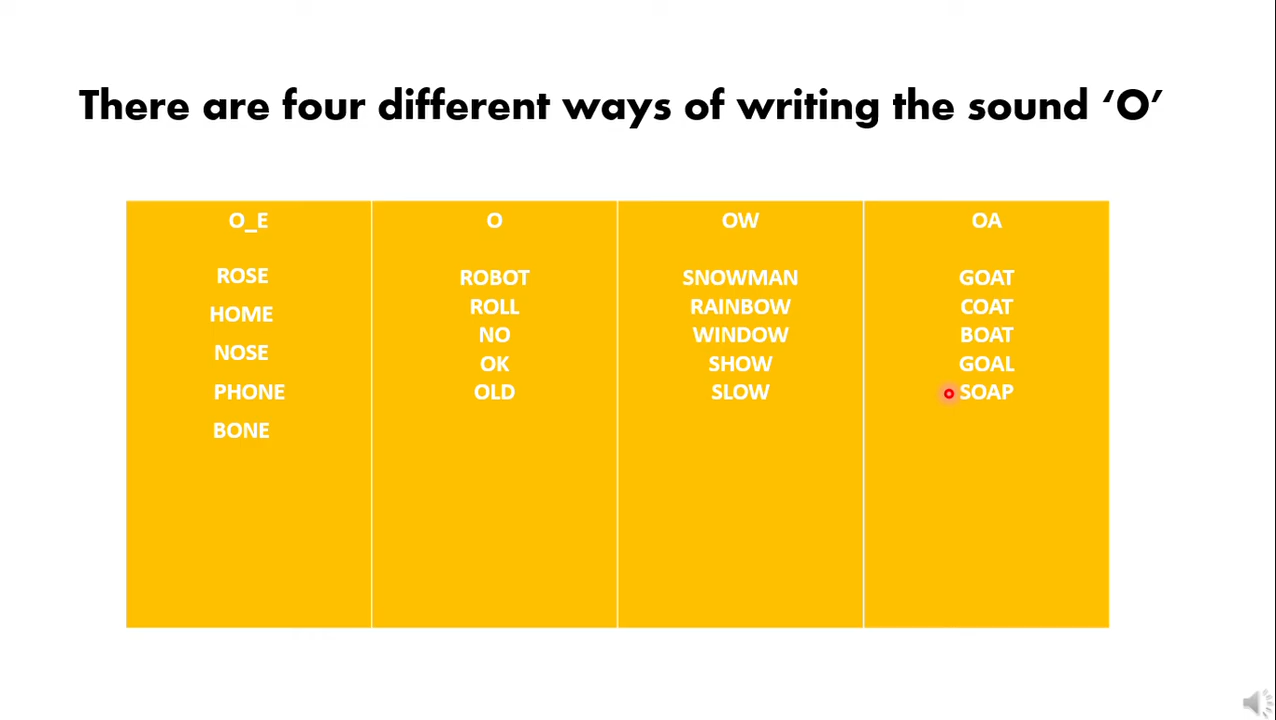 There are four different ways of writing the sound ‘O’
O_E
ROSE
HOME
NOSE
PHONE
BONE
O
ROBOT
ROLL
NO
OK
OLD
OW
SNOWMAN
RAINBOW
WINDOW
SHOW
SLOW
OA
GOAT
COAT
BOAT
GOAL
SOAP